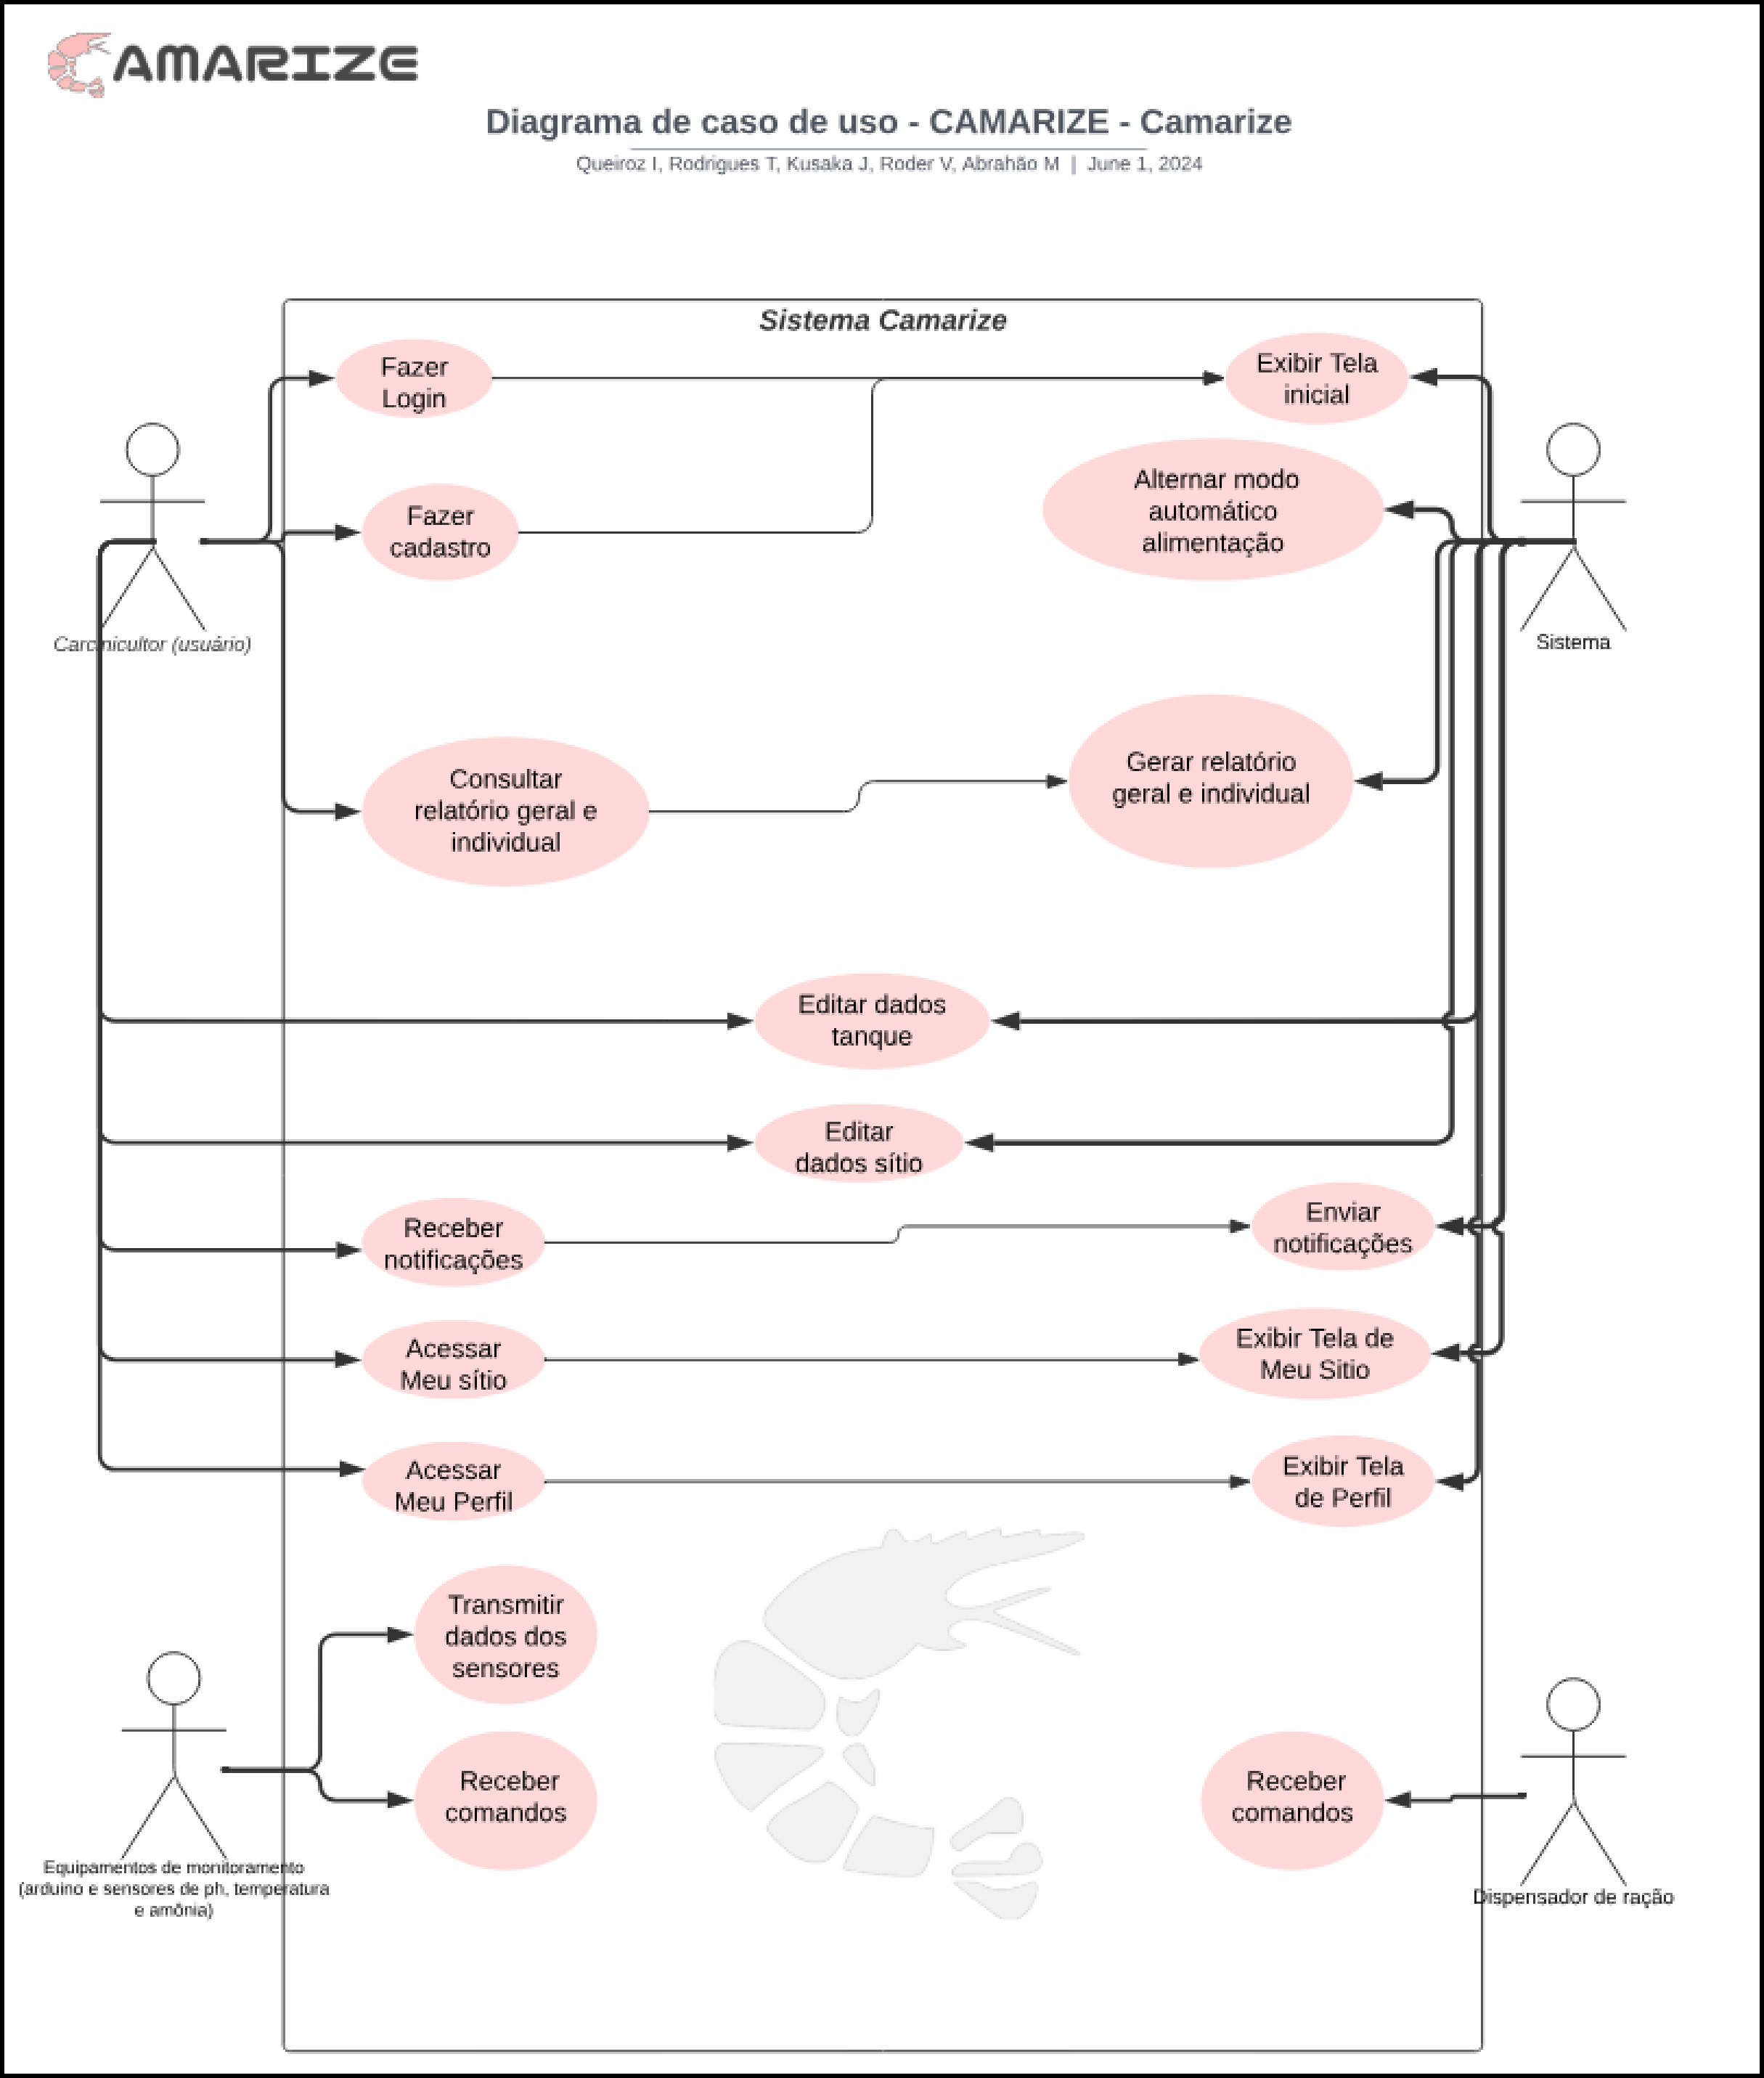 AMARIZE
Diagrama de caso de uso - CAMARIZE - Camarize
Queiroz I, Rodrigues T, Kusaka J, Roder V, Abrahão M | June 1, 2024
Sistema Camarize
Fazer
Login
Exibir Tela
inicial
Alternar modo
automático
alimentação
Fazer
cadastro
Carcinicultor (usuário)
Sistema
Consultar
relatório geral e
individual
Gerar relatório
geral e individual
Editar dados
tanque
Editar
dados sítio
Receber
notificações
Enviar
notificações
Acessar
Meu sítio
Exibir Tela de
Meu Sitio
Acessar
Meu Perfil
Exibir Tela
de Perfil
Transmitir
dados dos
sensores
Receber
comandos
Receber
comandos
Equipamentos de monitoramento
(arduino e sensores de ph, temperatura
e amônia)
Dispensador de ração